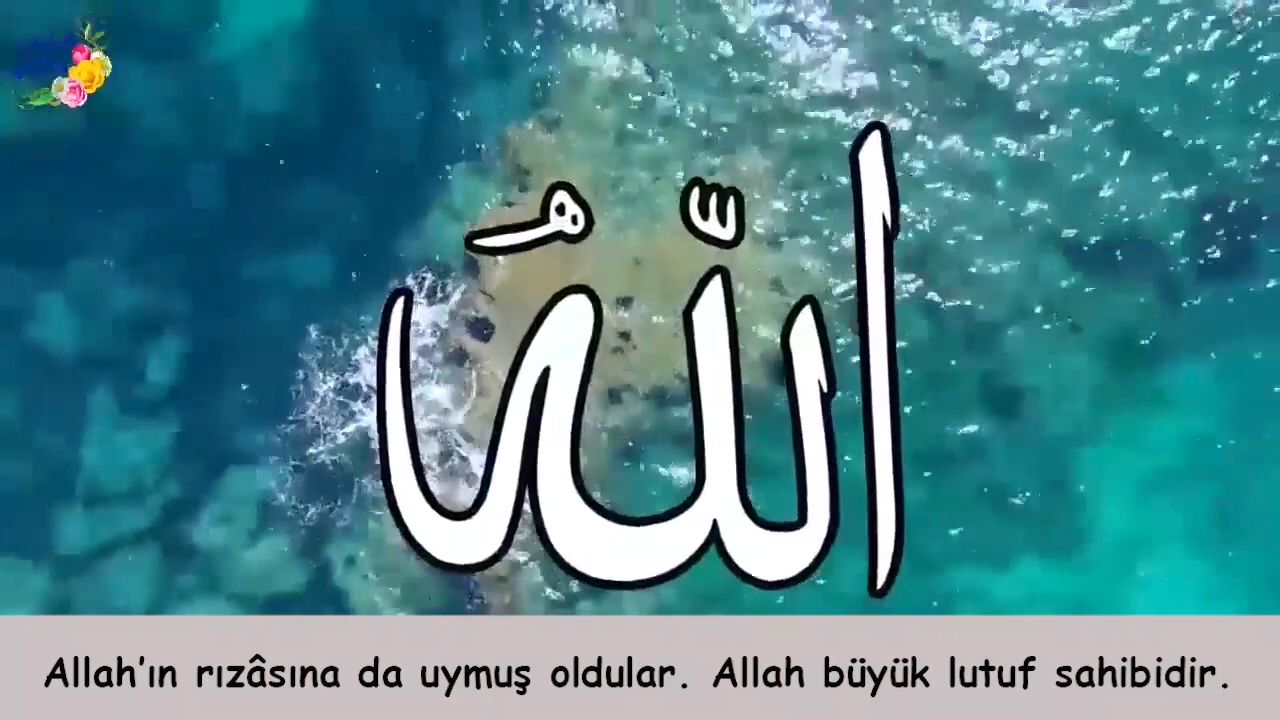 اللهُّ
Allah’ın rızâsına da uymuş oldular. Allah büyük lutuf sahibidir.